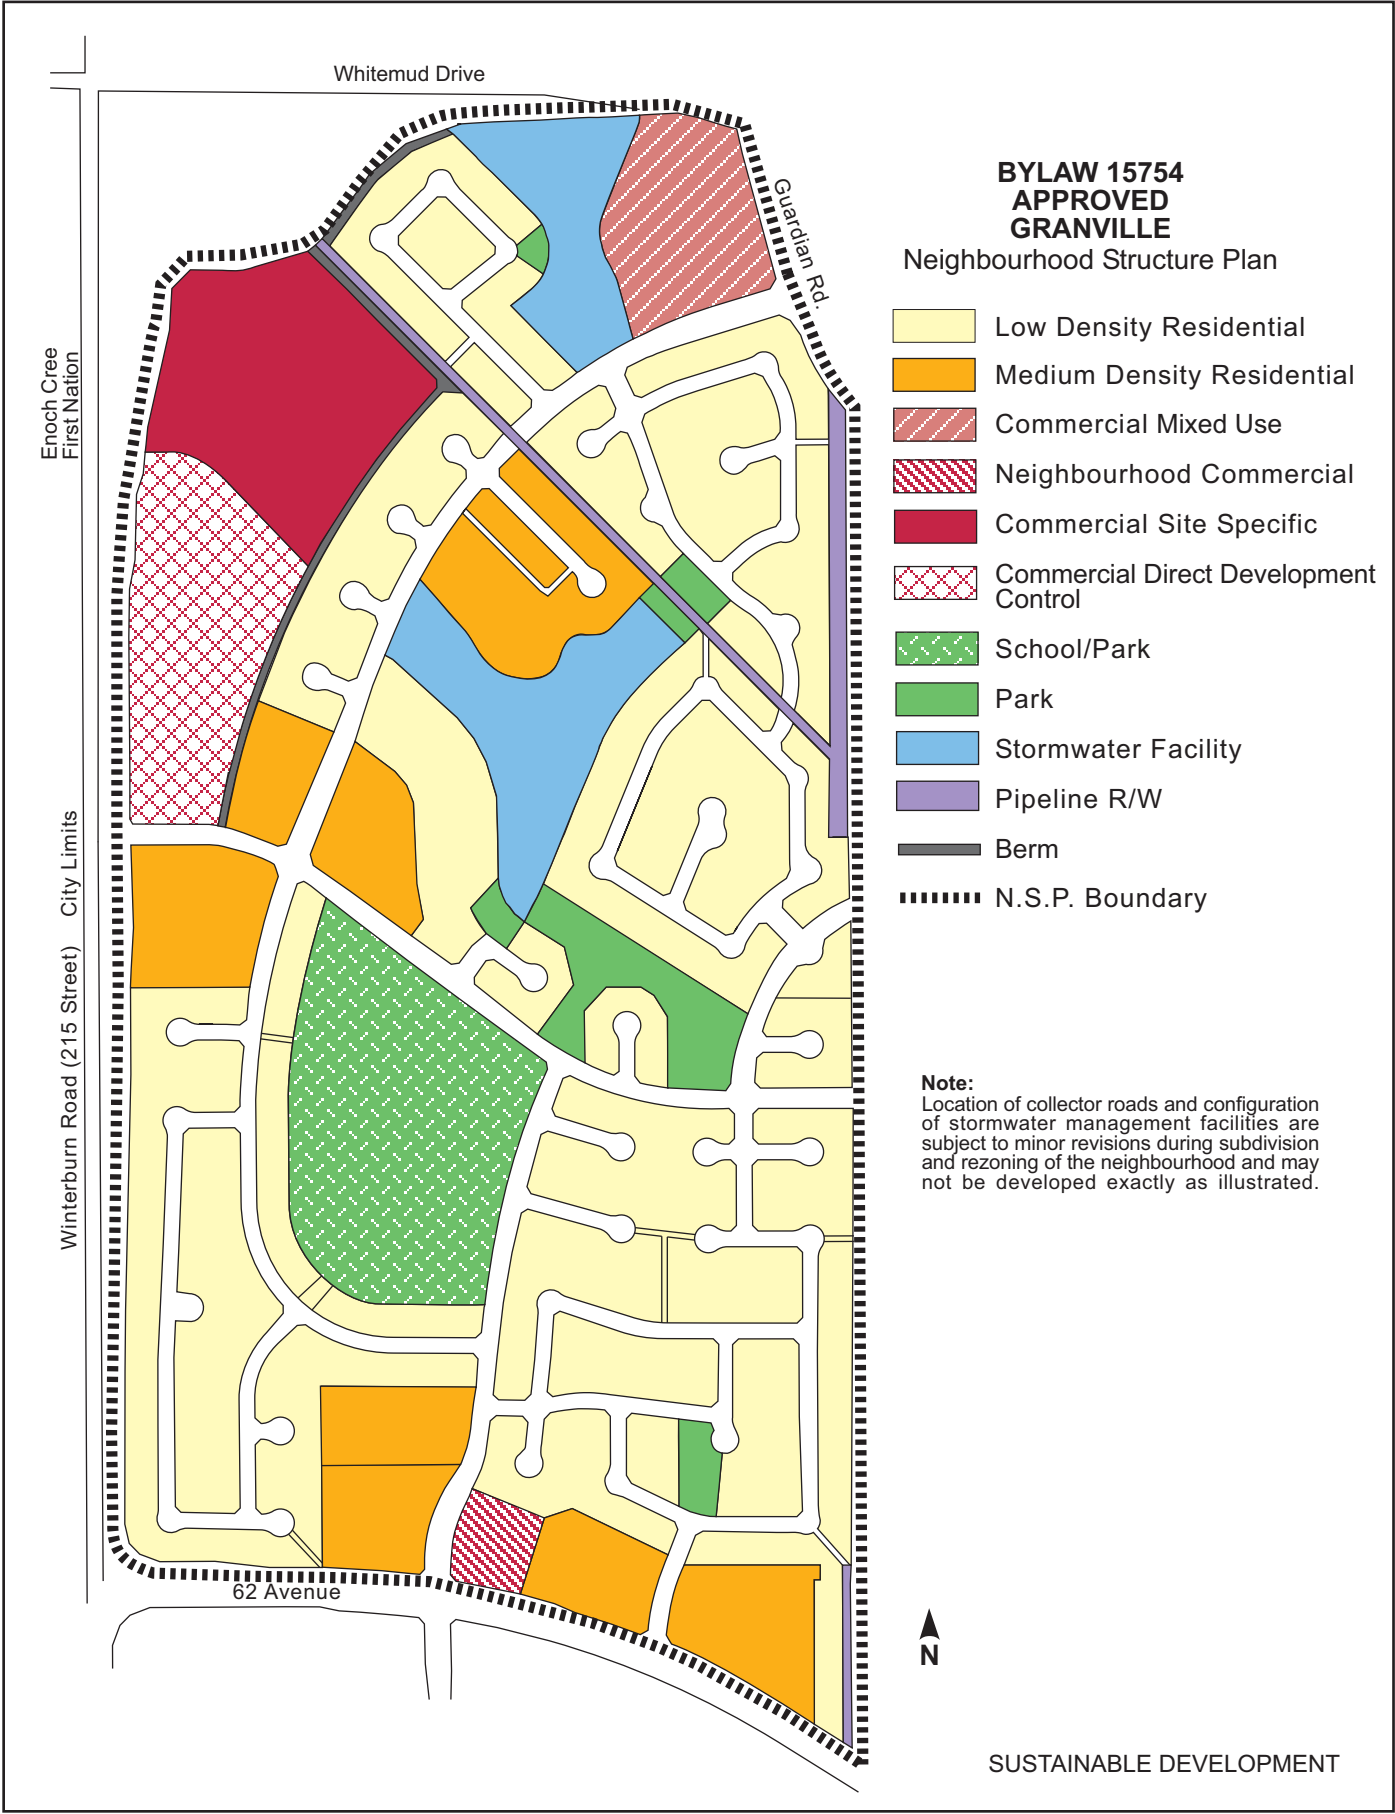 Whitemud Drive
Guardian Rd.
Enoch Cree
First Nation
Winterburn Road (215 Street) City Limits
62 Avenue
BYLAW 15754
APPROVED
GRANVILLE
Neighbourhood Structure Plan
Low Density Residential
Medium Density Residential
Commercial Mixed Use
Neighbourhood Commercial
Commercial Site Specific
Commercial Direct Development
Control
School/Park
Park
Stormwater Facility
Pipeline R/W
Berm
N.S.P. Boundary
Note:
Location of collector roads and configuration
of stormwater management facilities are
subject to minor revisions during subdivision
and rezoning of the neighbourhood and may
not be developed exactly as illustrated.
N
SUSTAINABLE DEVELOPMENT